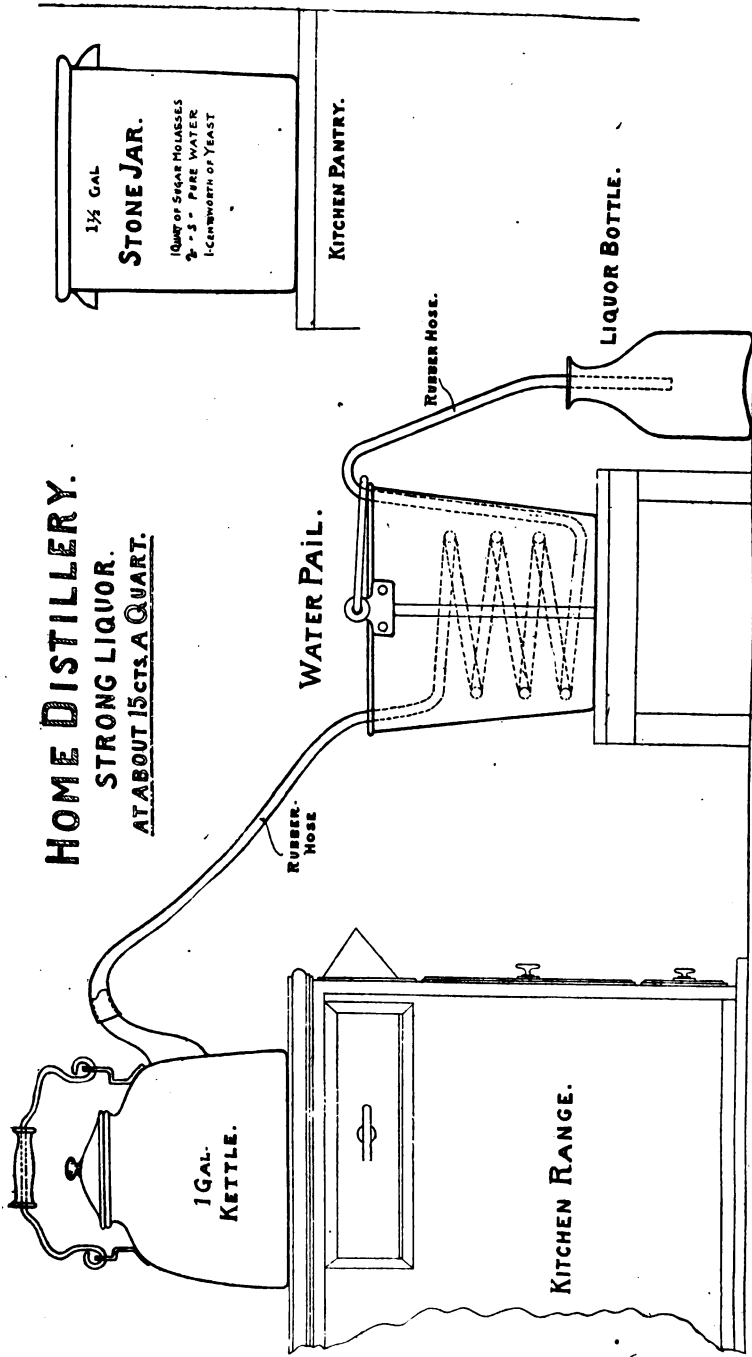 HOME DISTILLERY.
STRONG LIQUOR.
AT ABOUT 15CTS. A QUART.
1 GAL-
KETTLE.
KITCHEN RANGE.
RUBBER-
HOSE
WATER PAIL.
RUBBER HOSE.
LIQUOR BOTTLE.
1½ GAL
STONE JAR.
1 QUART OF SUGAR MOLASSES
2 - S - PURE WATER
1-CENTSWORTH OF YEAST
KITCHEN PANTRY.